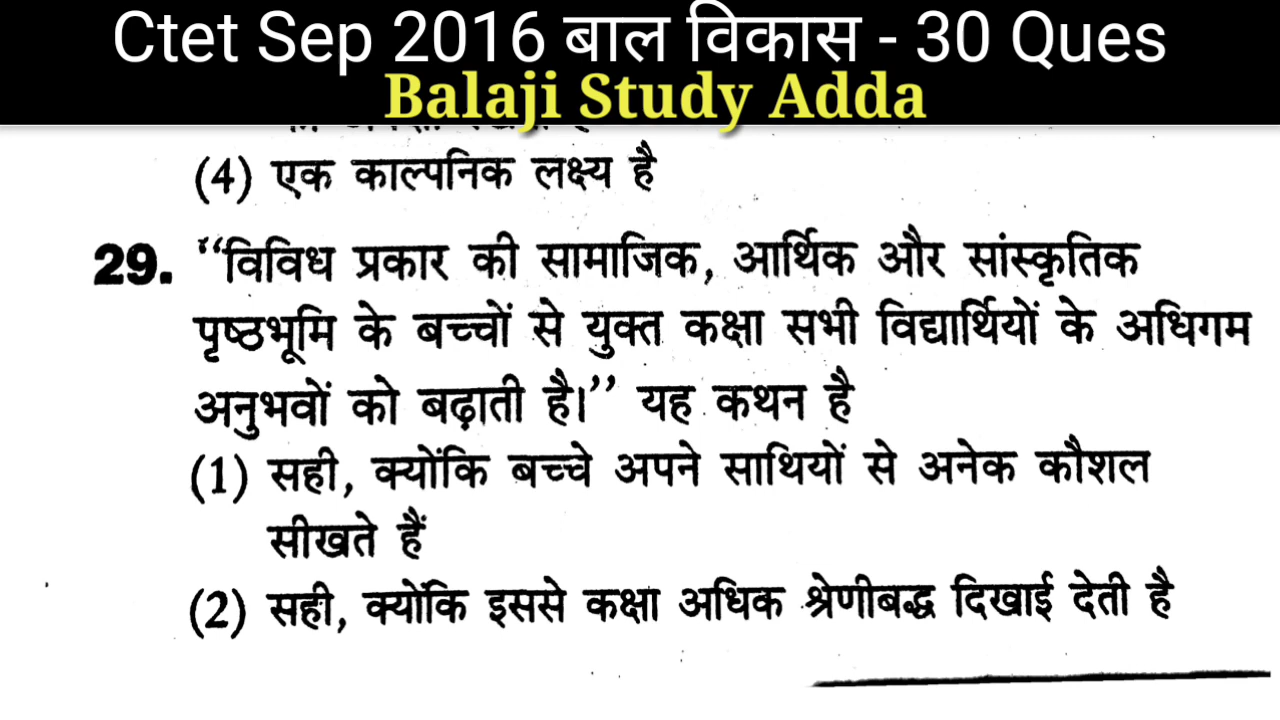 Ctet Sep 2016 बाल विकास - 30 Ques
Balaji Study Adda
(4) एक काल्पनिक लक्ष्य है
29. “विविध प्रकार की सामाजिक, आर्थिक और सांस्कृतिक
पृष्ठभूमि के बच्चों से युक्त कक्षा सभी विद्यार्थियों के अधिगम
अनुभवों को बढ़ाती है।” यह कथन है
(1) सही, क्योंकि बच्चे अपने साथियों से अनेक कौशल
सीखते हैं
(2) सही, क्योंकि इससे कक्षा अधिक श्रेणीबद्ध दिखाई देती है